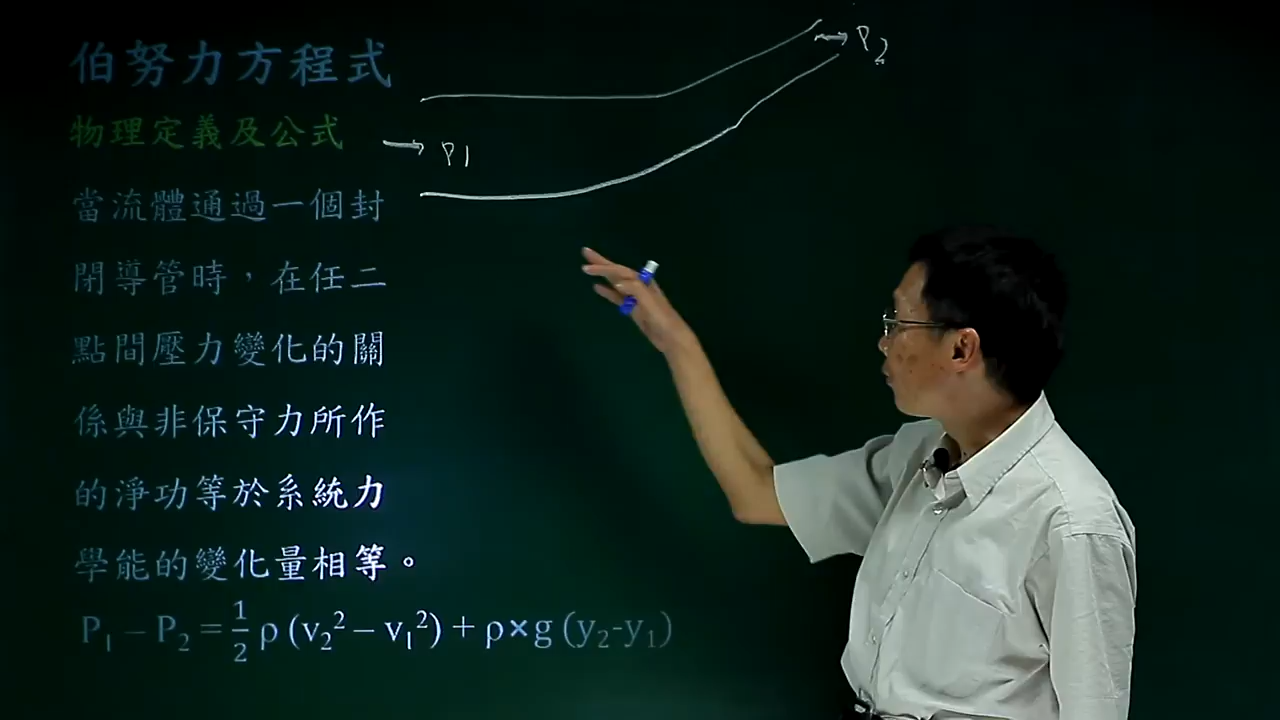 伯努力方程式
物理定義及公式
當流體通過一個封
閉導管時，在任二
點間壓力變化的關
係與非保守力所作
的淨功等於系統力
學能的變化量相等。
P₁ – P₂ = 1/2 ρ (v₂² – v₁²) + ρ×g (y₂-y₁)
P1
P2